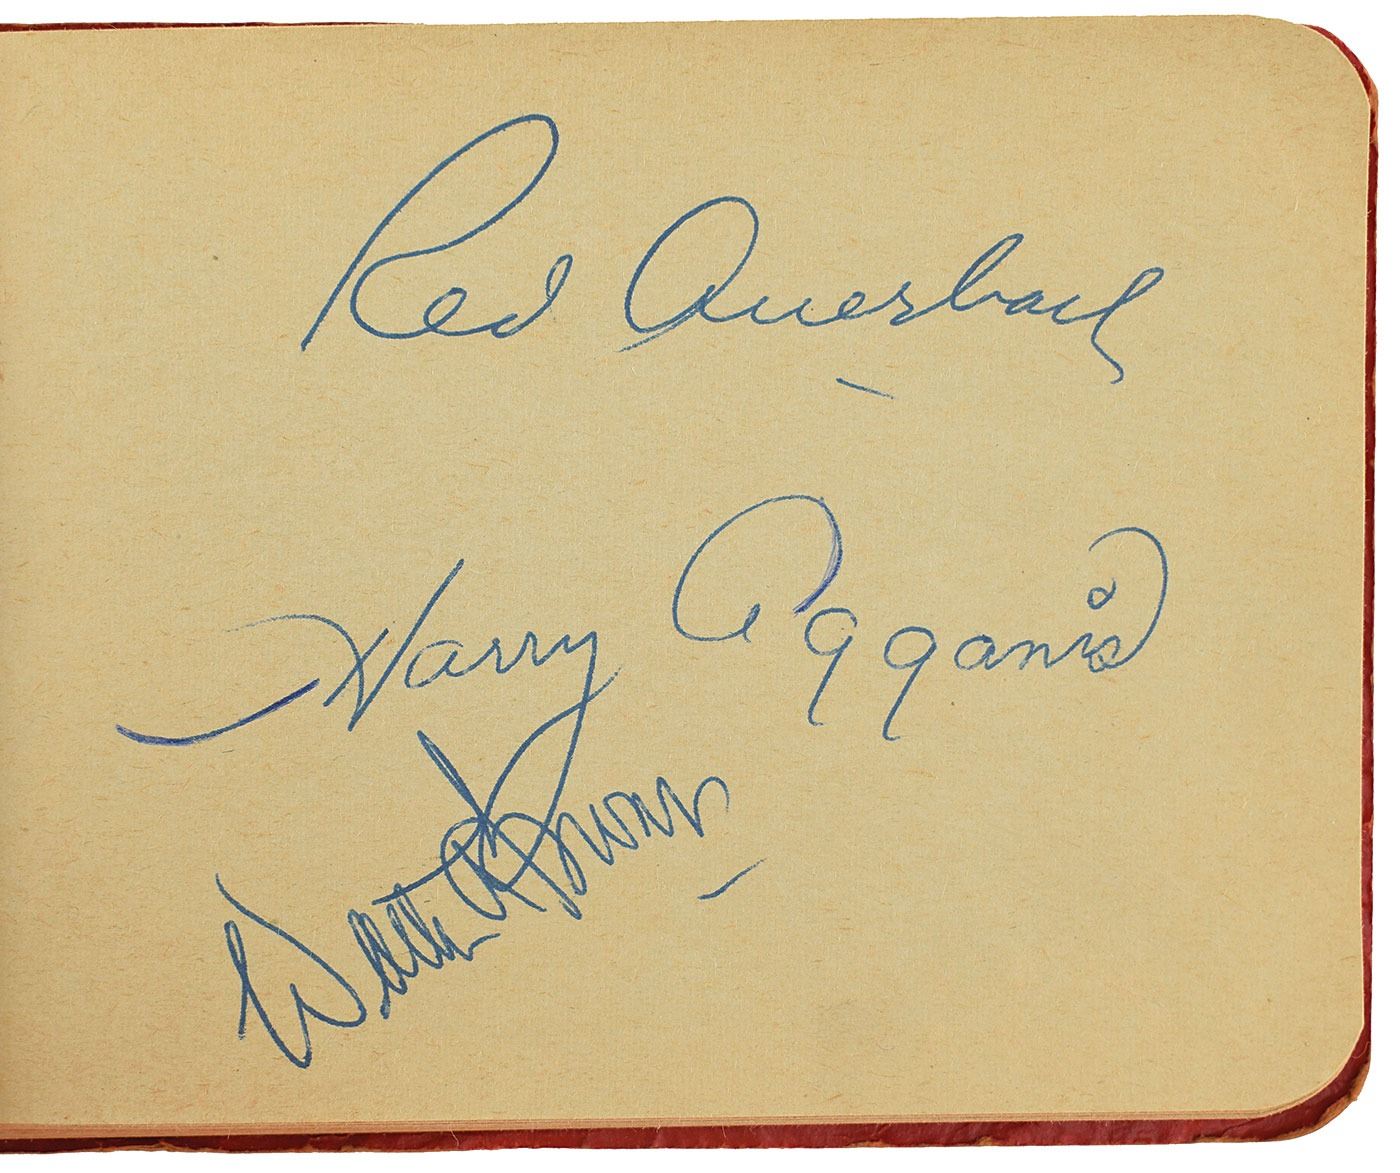 Red Auerbach
Harry Agganis
Walter A Brown